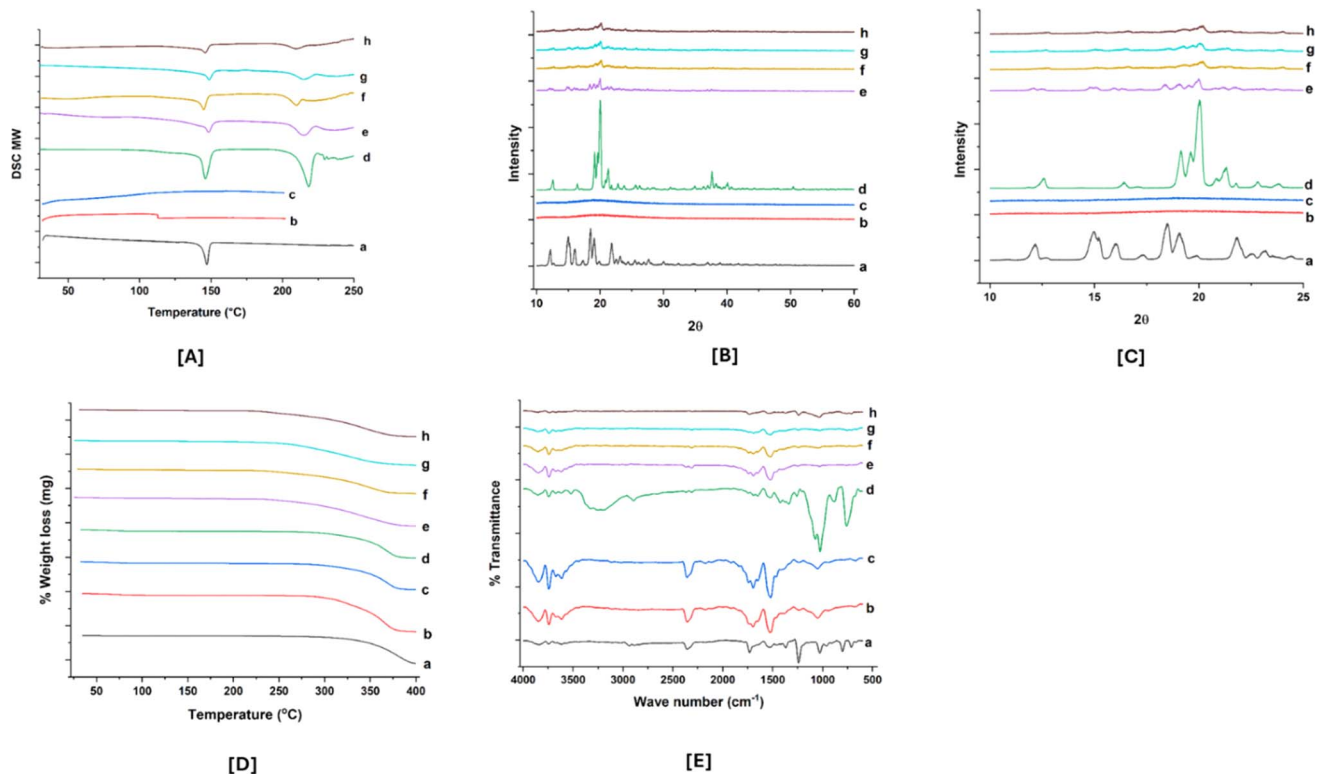 DSC MW
h
g
f
e
d
c
b
a
50 100 150 200 250
Temperature (°C)
[A]
Intensity
h
g
f
e
d
c
b
a
10 20 30 40 50 60
2θ
[B]
Intensity
h
g
f
e
d
c
b
a
10 15 20 25
2θ
[C]
% Weight loss (mg)
h
g
f
e
d
c
b
a
50 100 150 200 250 300 350 400
Temperature (°C)
[D]
% Transmittance
h
g
f
e
d
c
b
a
4000 3500 3000 2500 2000 1500 1000 500
Wave number (cm⁻¹)
[E]